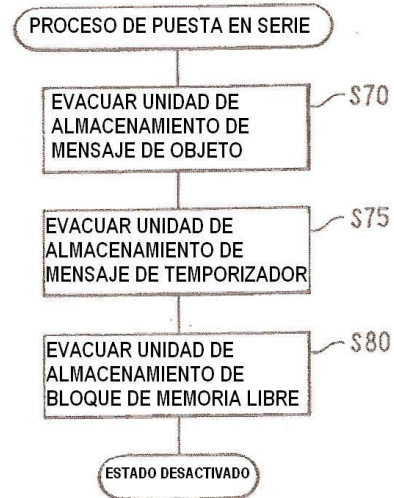 PROCESO DE PUESTA EN SERIE
EVACUAR UNIDAD DE
ALMACENAMIENTO DE
MENSAJE DE OBJETO
S70
EVACUAR UNIDAD DE
ALMACENAMIENTO DE
MENSAJE DE TEMPORIZADOR
S75
EVACUAR UNIDAD DE
ALMACENAMIENTO DE
BLOQUE DE MEMORIA LIBRE
S80
ESTADO DESACTIVADO